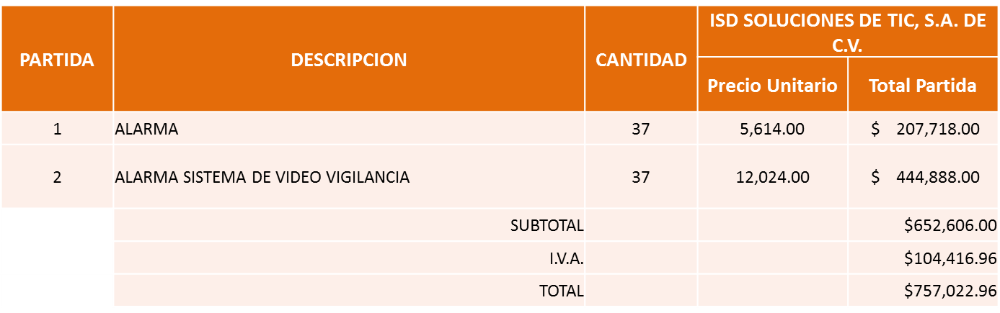 PARTIDA DESCRIPCION CANTIDAD ISD SOLUCIONES DE TIC, S.A. DE
C.V.
Precio Unitario Total Partida
1 ALARMA 37 5,614.00 $ 207,718.00
2 ALARMA SISTEMA DE VIDEO VIGILANCIA 37 12,024.00 $ 444,888.00
SUBTOTAL $652,606.00
I.V.A. $104,416.96
TOTAL $757,022.96